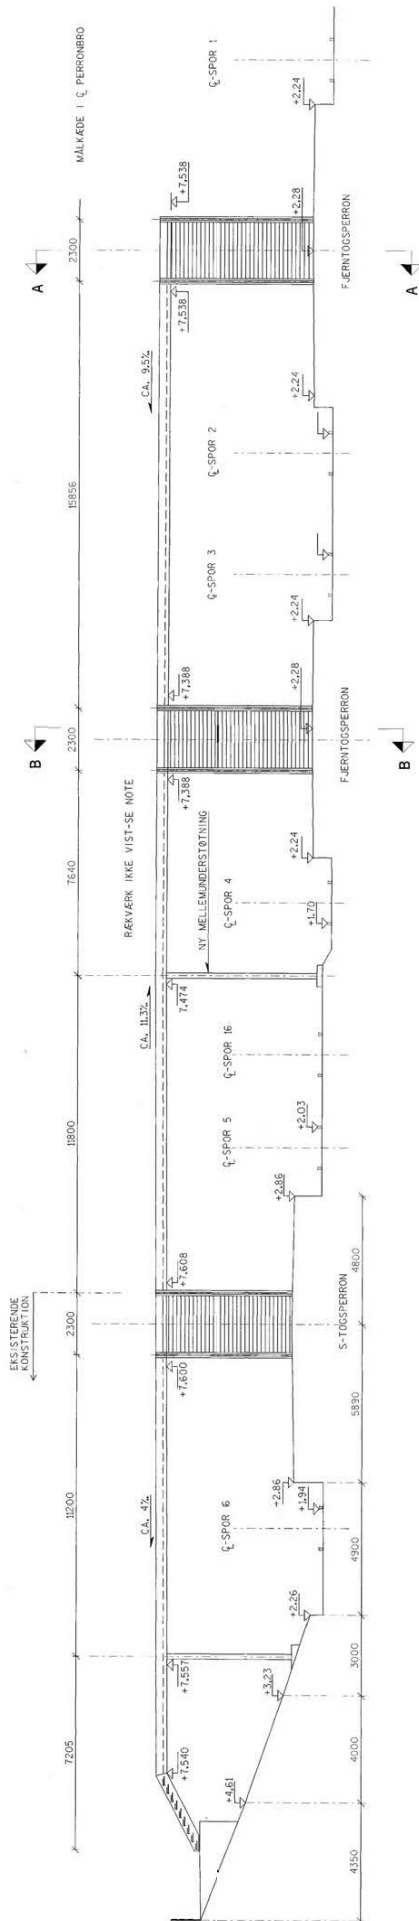 EKSISTERENDE
KONSTRUKTION
MÅLKÆDE I ℄ PERRONBRO
7205
11200
2300
11800
7640
2300
15856
2300
B
A
CA. 4‰
CA. 11.3‰
RÆKVÆRK IKKE VIST-SE NOTE
CA. 9.5‰
+7.540
+7.557
+7.600
+7.608
7.474
+7.388
+7.388
+7.538
+7.538
NY MELLEMUNDERSTØTNING
℄-SPOR 6
℄-SPOR 5
℄-SPOR 16
℄-SPOR 4
℄-SPOR 3
℄-SPOR 2
℄-SPOR 1
+4.61
+3.23
+2.26
+1.94
+2.86
+2.86
+2.03
+1.70
+2.24
+2.28
+2.24
+2.24
+2.28
+2.24
S-TOGSPERRON
FJERNTOGSPERRON
FJERNTOGSPERRON
4350
4000
3000
4900
5890
4800
B
A